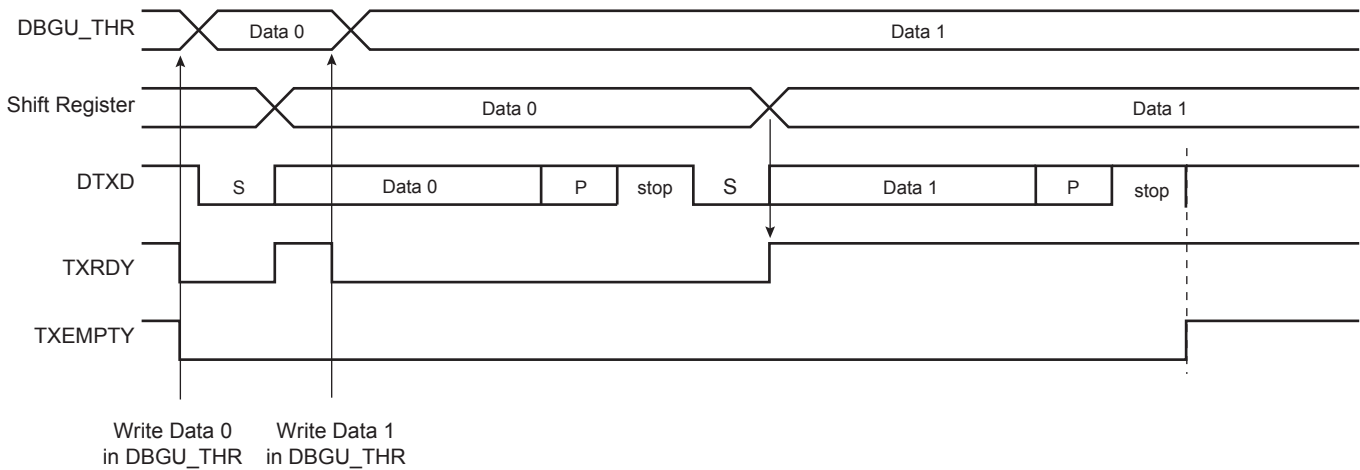 DBGU_THR
Data 0
Data 1
Shift Register
Data 0
Data 1
DTXD
S
Data 0
P
stop
S
Data 1
P
stop
TXRDY
TXEMPTY
Write Data 0
in DBGU_THR
Write Data 1
in DBGU_THR